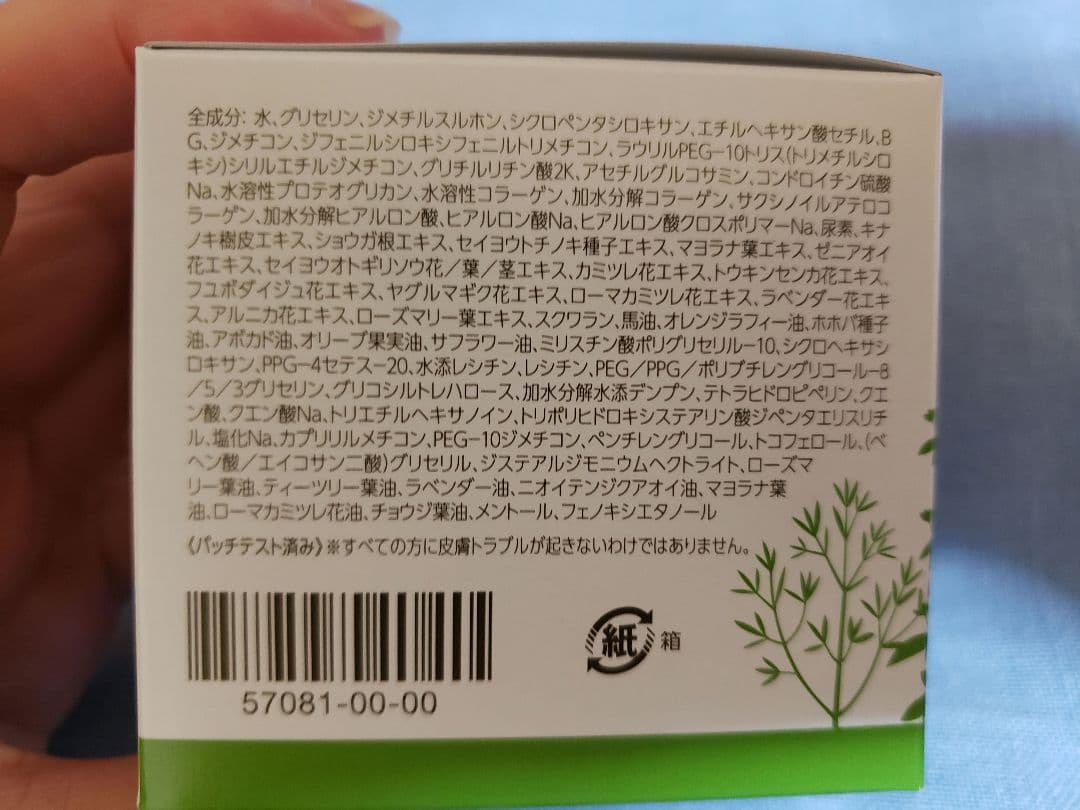 全成分: 水、グリセリン、ジメチルスルホン、シクロペンタシロキサン、エチルヘキサン酸セチル、B
G、ジメチコン、ジフェニルシロキシフェニルトリメチコン、ラウリルPEG-10トリス(トリメチルシロ
キシ)シリルエチルジメチコン、グリチルリチン酸2K、アセチルグルコサミン、コンドロイチン硫酸
Na、水溶性プロテオグリカン、水溶性コラーゲン、加水分解コラーゲン、サクシノイルアテロコ
ラーゲン、加水分解ヒアルロン酸、ヒアルロン酸Na、ヒアルロン酸クロスポリマーNa、尿素、キナ
ノキ樹皮エキス、ショウガ根エキス、セイヨウトチノキ種子エキス、マヨラナ葉エキス、ゼニアオイ
花エキス、セイヨウオトギリソウ花/葉/茎エキス、カミツレ花エキス、トウキンセンカ花エキス、
フユボダイジュ花エキス、ヤグルマギク花エキス、ローマカミツレ花エキス、ラベンダー花エキ
ス、アルニカ花エキス、ローズマリー葉エキス、スクワラン、馬油、オレンジラフィー油、ホホバ種子
油、アボカド油、オリーブ果実油、サフラワー油、ミリスチン酸ポリグリセリル-10、シクロヘキサシ
ロキサン、PPG-4セテス-20、水添レシチン、レシチン、PEG/PPG/ポリブチレングリコール-8
/5/3グリセリン、グリコシルトレハロース、加水分解水添デンプン、テトラヒドロピペリン、クエ
ン酸、クエン酸Na、トリエチルヘキサノイン、トリポリヒドロキシステアリン酸ジペンタエリスリチ
ル、塩化Na、カプリリルメチコン、PEG-10ジメチコン、ペンチレングリコール、トコフェロール、(ベ
ヘン酸/エイコサン二酸)グリセリル、ジステアルジモニウムヘクトライト、ローズマ
リー葉油、ティーツリー葉油、ラベンダー油、ニオイテンジクアオイ油、マヨラナ葉
油、ローマカミツレ花油、チョウジ葉油、メントール、フェノキシエタノール
《パッチテスト済み》※すべての方に皮膚トラブルが起きないわけではありません。
紙 箱
57081-00-00